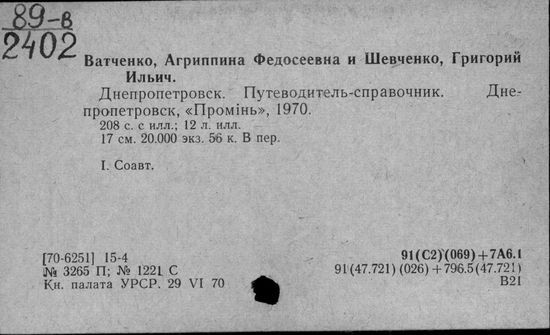 89-в
2402
Ватченко, Агриппина Федосеевна и Шевченко, Григорий
Ильич.
Днепропетровск. Путеводитель-справочник. Дне-
пропетровск, «Промінь», 1970.
208 с. с илл.; 12 л. илл.
17 см. 20.000 экз. 56 к. В пер.
I. Соавт.
[70-6251] 15-4
№ 3265 П; № 1221 С
Кн. палата УРСР. 29 VI 70
91(С2)(069)+7А6.1
91(47.721)(026)+796.5(47.721)
В21